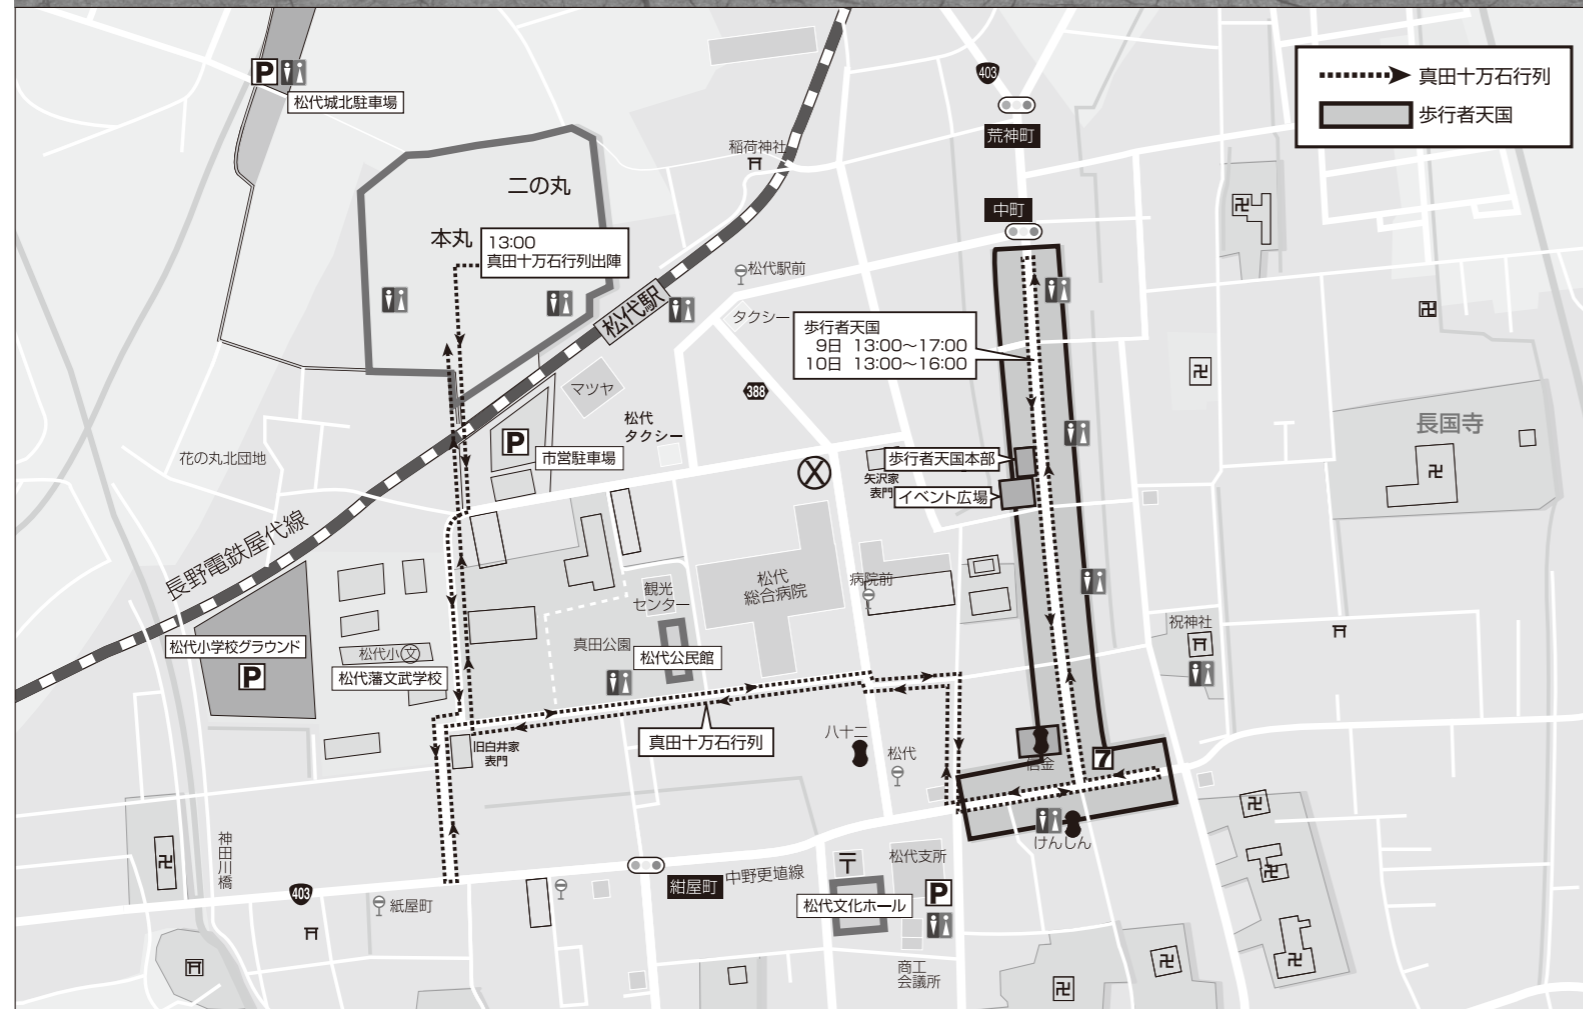 真田十万石行列
歩行者天国
P
松代城北駐車場
403
荒神町
稲荷神社
二の丸
中町
本丸
13:00
真田十万石行列出陣
松代駅
松代駅前
タクシー
歩行者天国
9日 13:00～17:00
10日 13:00～16:00
マツヤ
388
松代
タクシー
長国寺
P
市営駐車場
花の丸北団地
歩行者天国本部
矢沢家
表門
イベント広場
長野電鉄屋代線
松代
総合病院
病院前
観光
センター
祝神社
松代小学校グラウンド
P
松代小
文
松代藩文武学校
真田公園
松代公民館
旧白井家
表門
真田十万石行列
八十二
松代
信金
7
けんしん
神田川橋
403
紙屋町
紺屋町
中野更埴線
〒
松代支所
P
松代文化ホール
商工
会議所